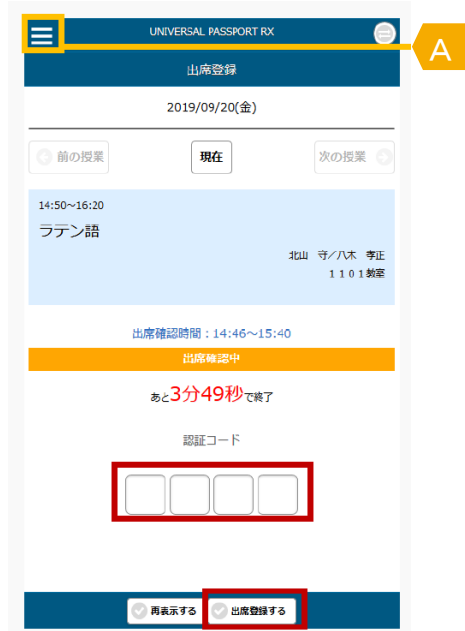 UNIVERSAL PASSPORT RX
A
出席登録
2019/09/20(金)
前の授業 現在 次の授業
14:50～16:20
ラテン語
北山 守／八木 孝正
１１０１教室
出席確認時間：14:46～15:40
出席確認中
あと3分49秒で終了
認証コード
再表示する 出席登録する